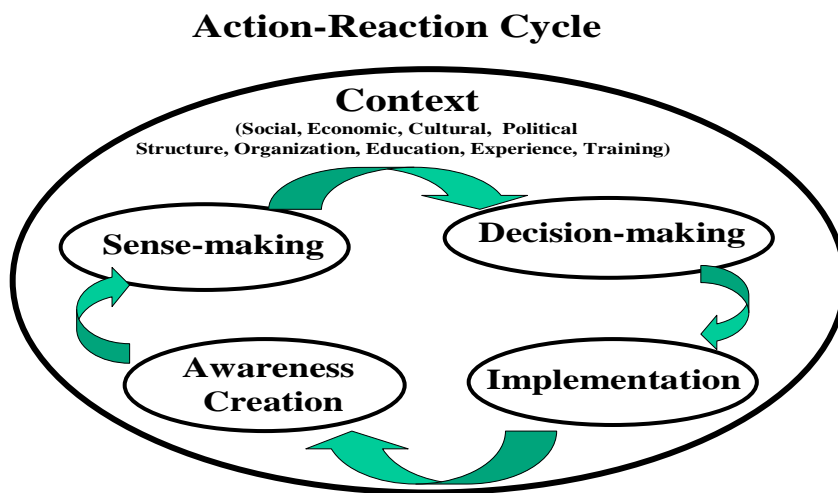 Action-Reaction Cycle
Context
(Social, Economic, Cultural, Political
Structure, Organization, Education, Experience, Training)
Sense-making
Decision-making
Awareness
Creation
Implementation